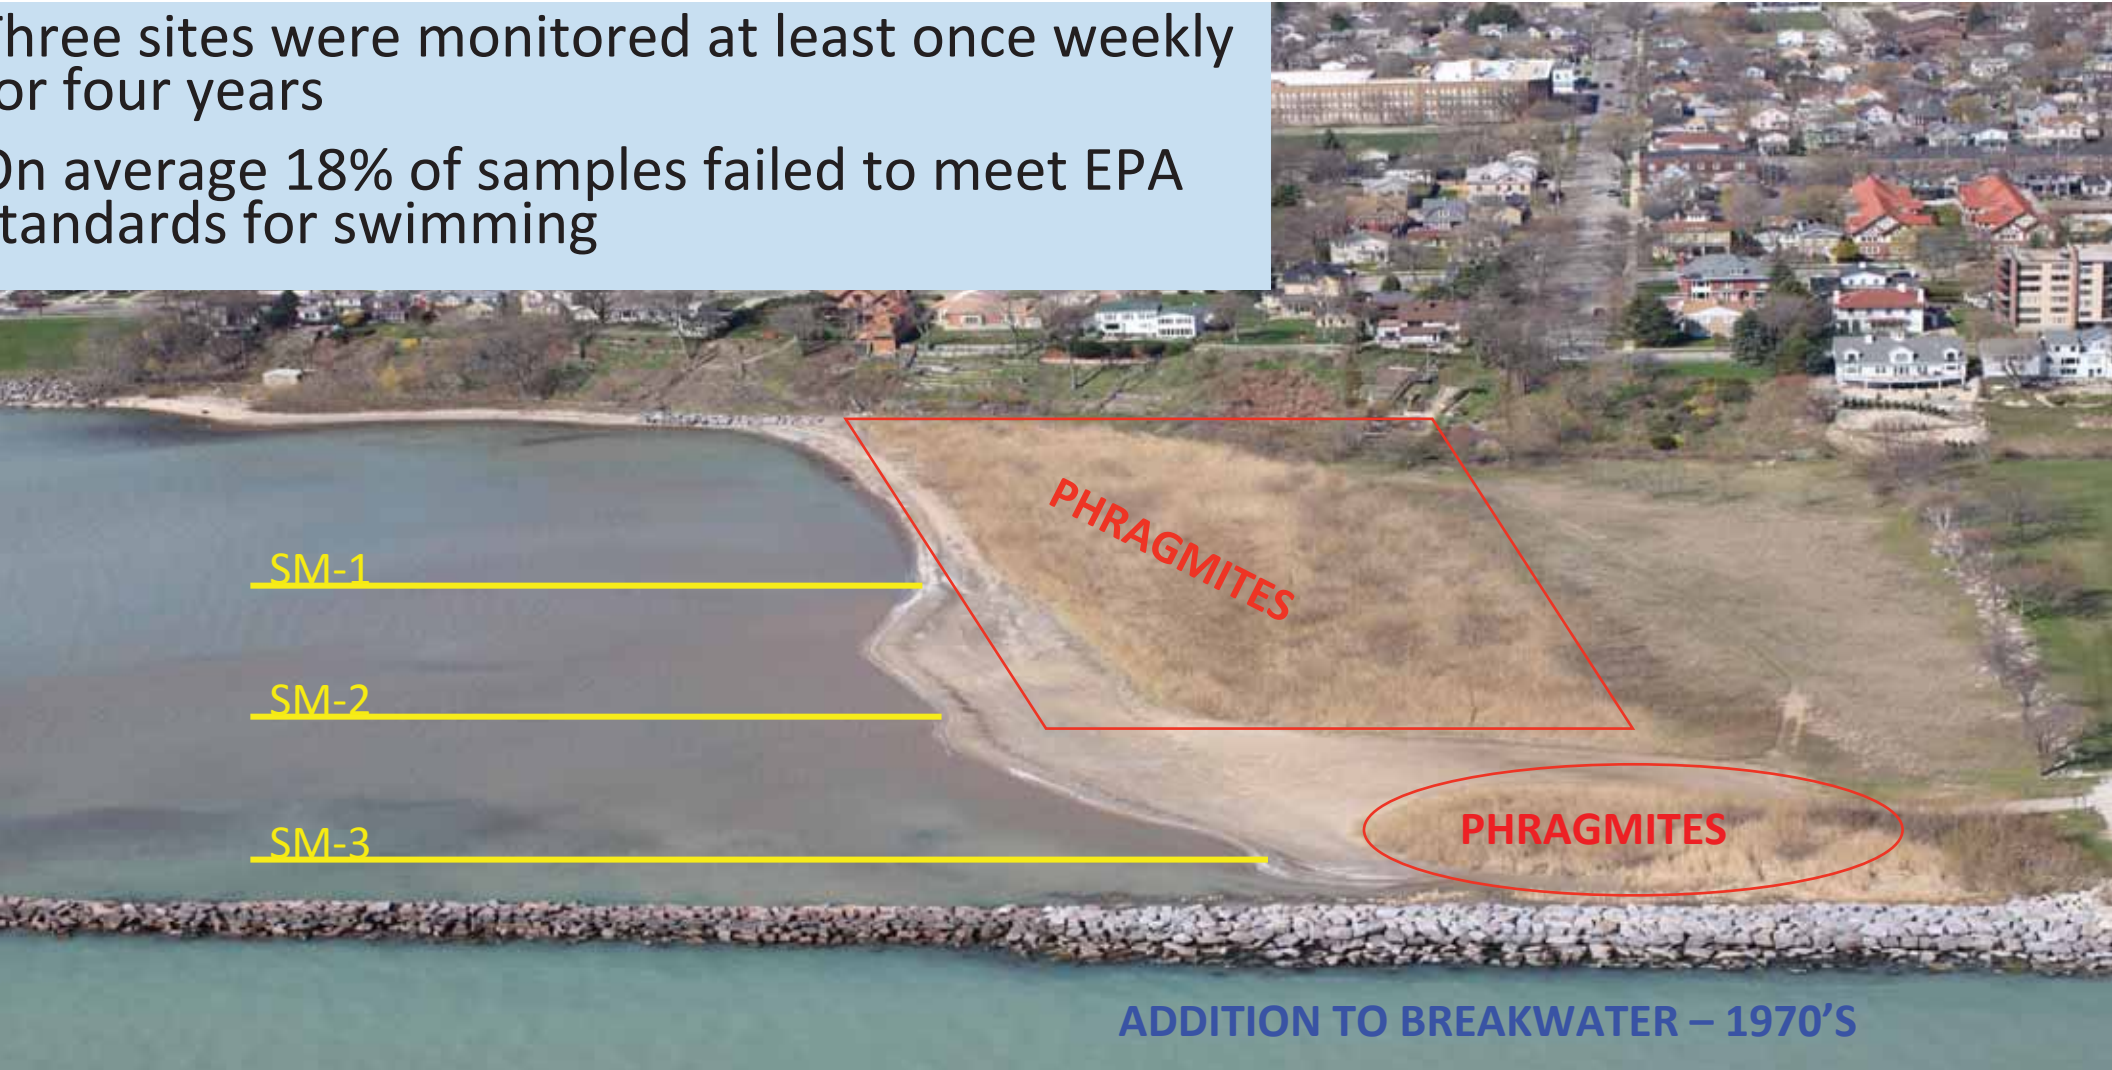 Three sites were monitored at least once weekly
or four years
On average 18% of samples failed to meet EPA
tandards for swimming
PHRAGMITES
SM-1
SM-2
SM-3
PHRAGMITES
ADDITION TO BREAKWATER – 1970'S